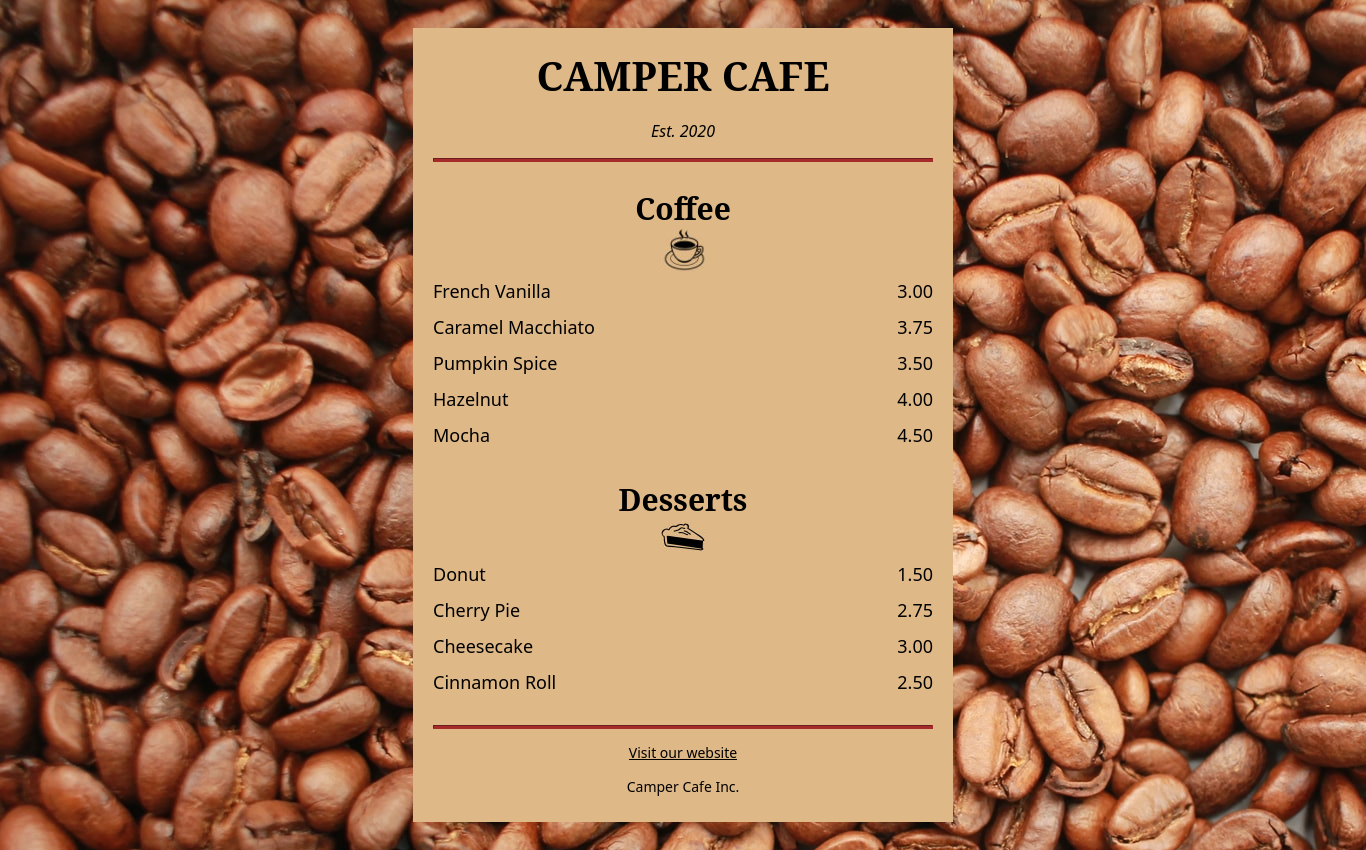 CAMPER CAFE
Est. 2020
Coffee
French Vanilla 3.00
Caramel Macchiato 3.75
Pumpkin Spice 3.50
Hazelnut 4.00
Mocha 4.50
Desserts
Donut 1.50
Cherry Pie 2.75
Cheesecake 3.00
Cinnamon Roll 2.50
Visit our website
Camper Cafe Inc.